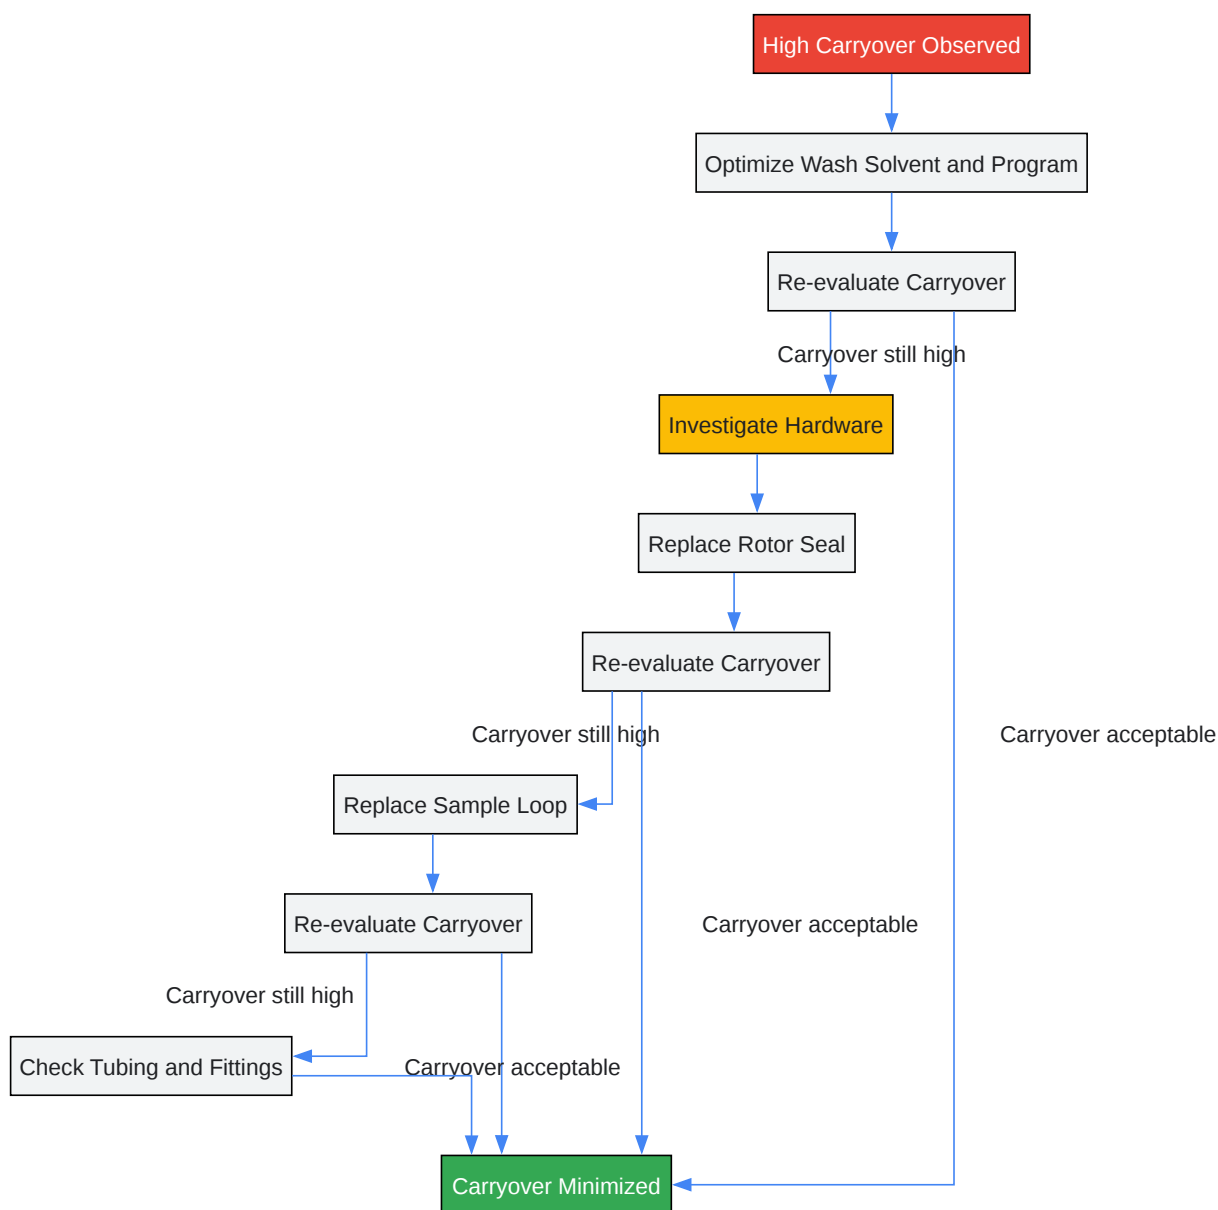 High Carryover Observed
Optimize Wash Solvent and Program
Re-evaluate Carryover
Carryover still high
Investigate Hardware
Replace Rotor Seal
Re-evaluate Carryover
Carryover still high
Carryover acceptable
Replace Sample Loop
Re-evaluate Carryover
Carryover acceptable
Carryover still high
Check Tubing and Fittings
Carryover acceptable
Carryover Minimized